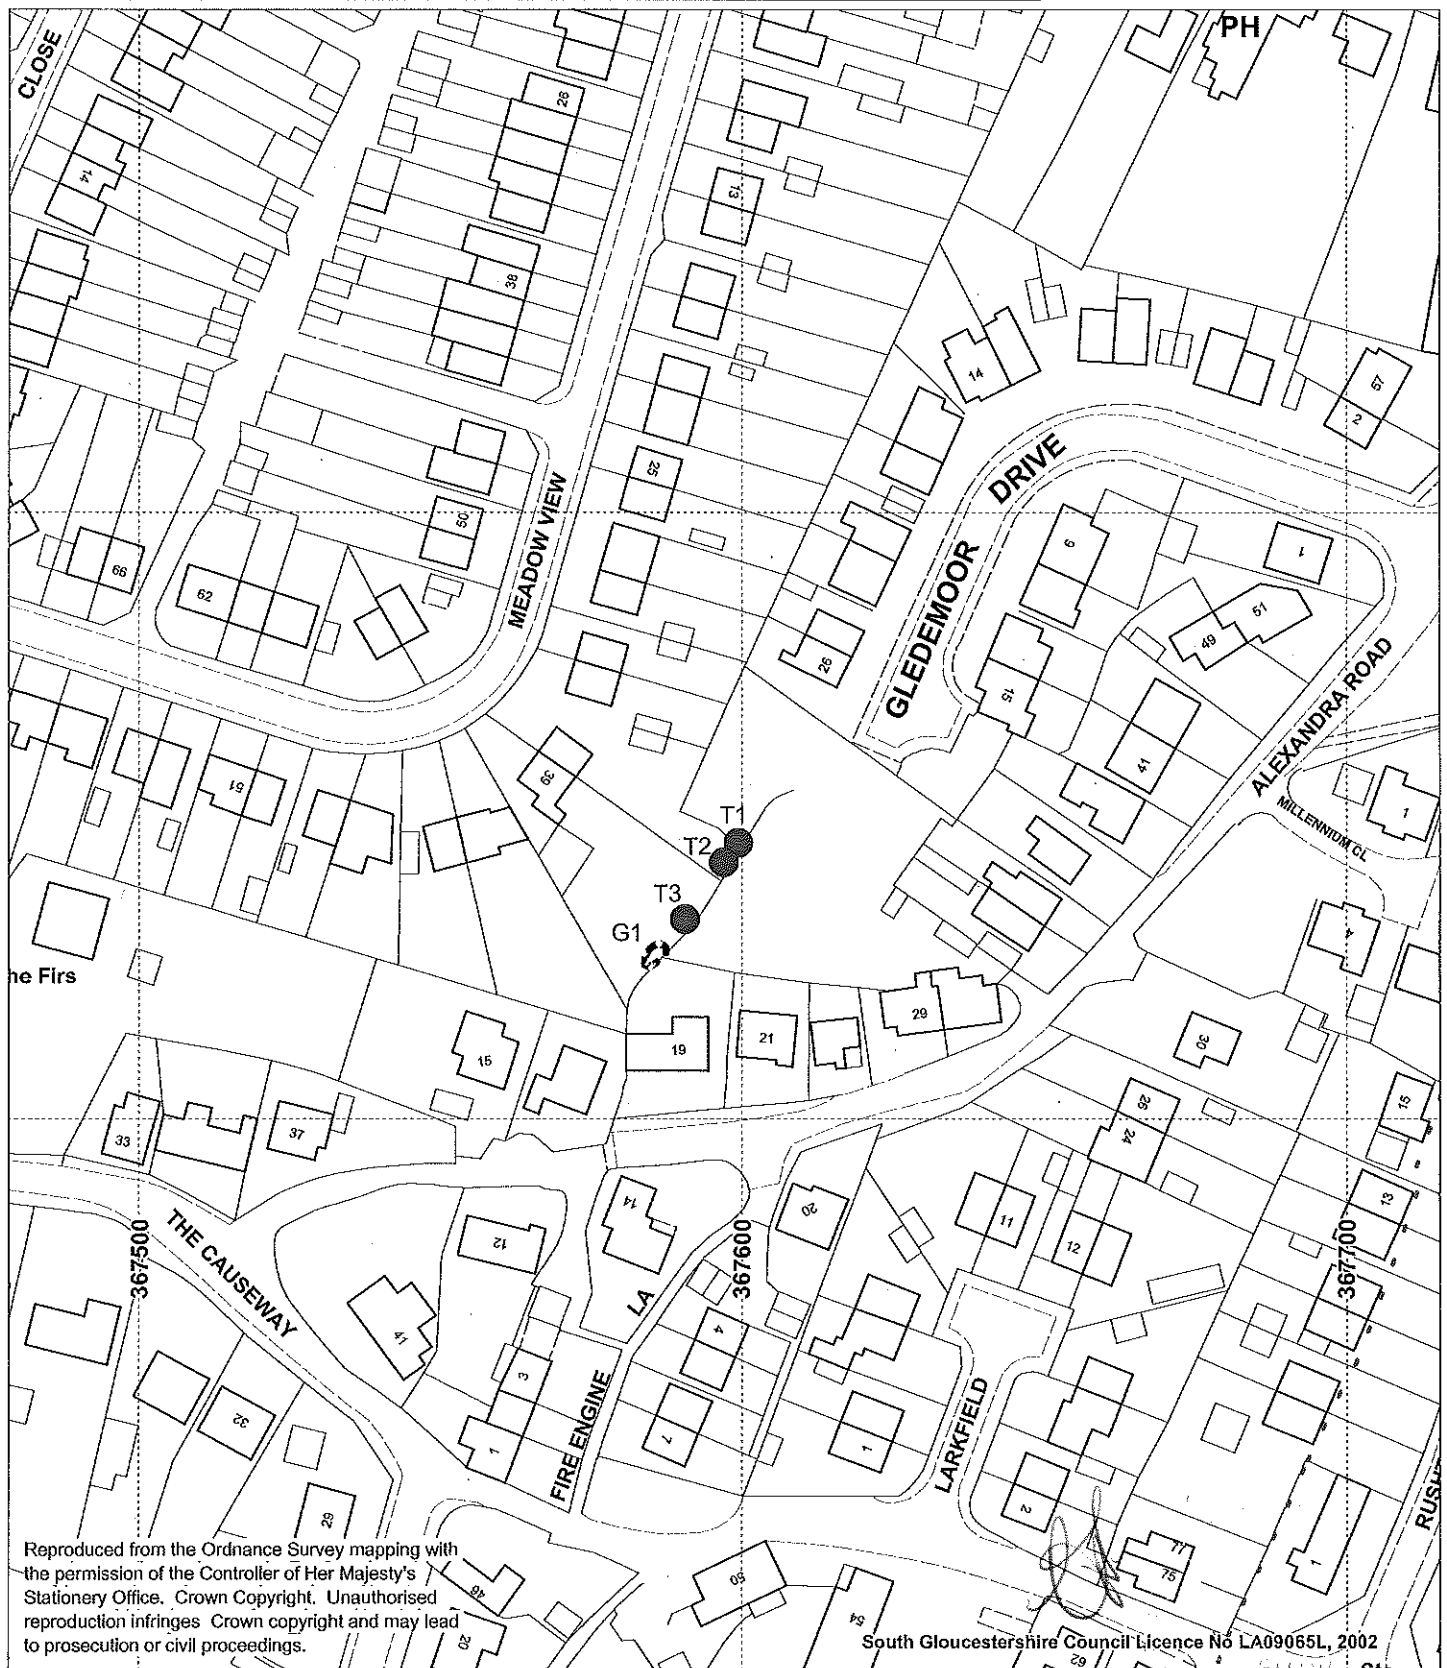 PH
CLOSE
26
14
13
38
14
57
2
DRIVE
25
50
MEADOW VIEW
9
1
66
62
51
49
GLEDEMOOR
26
15
ALEXANDRA ROAD
39
41
51
1
MILLENNIUM CL
T1
T2
T3
G1
4
he Firs
29
19
21
15
30
33
37
26
24
15
13
14
20
11
12
12
THE CAUSEWAY
367500
367600
367700
LA
41
4
3
1
7
1
32
FIRE ENGINE
LARKFIELD
2
RUSH
29
1
77
75
50
46
54
20
62
Reproduced from the Ordnance Survey mapping with
the permission of the Controller of Her Majesty's
Stationery Office. Crown Copyright. Unauthorised
reproduction infringes Crown copyright and may lead
to prosecution or civil proceedings.
South Gloucestershire Council Licence No LA09065L, 2002